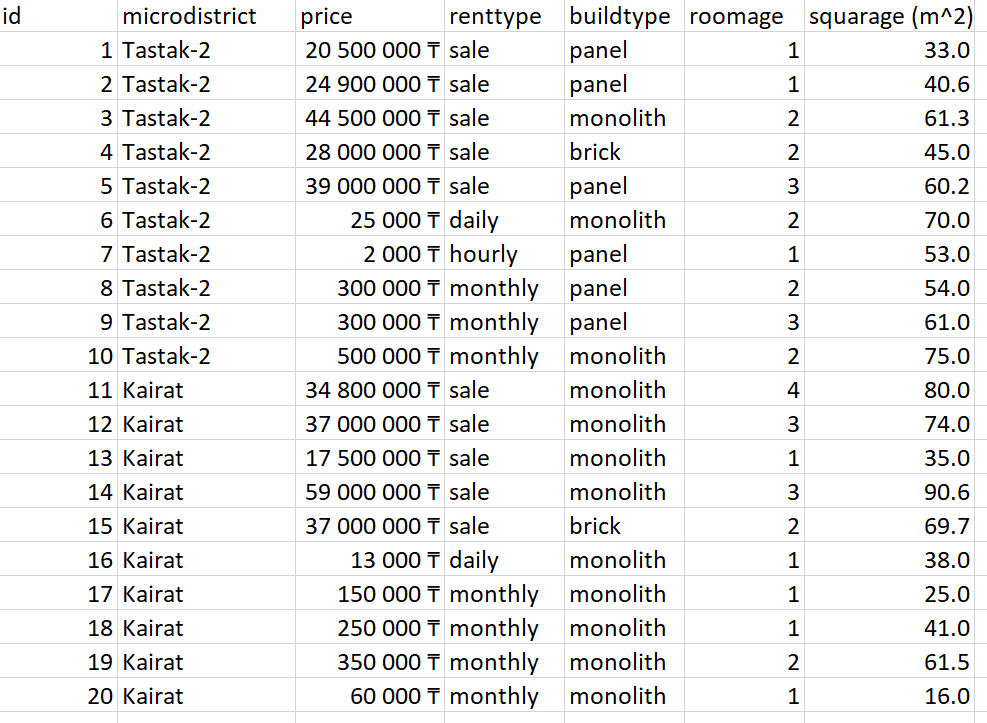 id microdistrict price renttype buildtype roomage squarage (m^2)
1 Tastak-2 20 500 000 ₸ sale panel 1 33.0
2 Tastak-2 24 900 000 ₸ sale panel 1 40.6
3 Tastak-2 44 500 000 ₸ sale monolith 2 61.3
4 Tastak-2 28 000 000 ₸ sale brick 2 45.0
5 Tastak-2 39 000 000 ₸ sale panel 3 60.2
6 Tastak-2 25 000 ₸ daily monolith 2 70.0
7 Tastak-2 2 000 ₸ hourly panel 1 53.0
8 Tastak-2 300 000 ₸ monthly panel 2 54.0
9 Tastak-2 300 000 ₸ monthly panel 3 61.0
10 Tastak-2 500 000 ₸ monthly monolith 2 75.0
11 Kairat 34 800 000 ₸ sale monolith 4 80.0
12 Kairat 37 000 000 ₸ sale monolith 3 74.0
13 Kairat 17 500 000 ₸ sale monolith 1 35.0
14 Kairat 59 000 000 ₸ sale monolith 3 90.6
15 Kairat 37 000 000 ₸ sale brick 2 69.7
16 Kairat 13 000 ₸ daily monolith 1 38.0
17 Kairat 150 000 ₸ monthly monolith 1 25.0
18 Kairat 250 000 ₸ monthly monolith 1 41.0
19 Kairat 350 000 ₸ monthly monolith 2 61.5
20 Kairat 60 000 ₸ monthly monolith 1 16.0